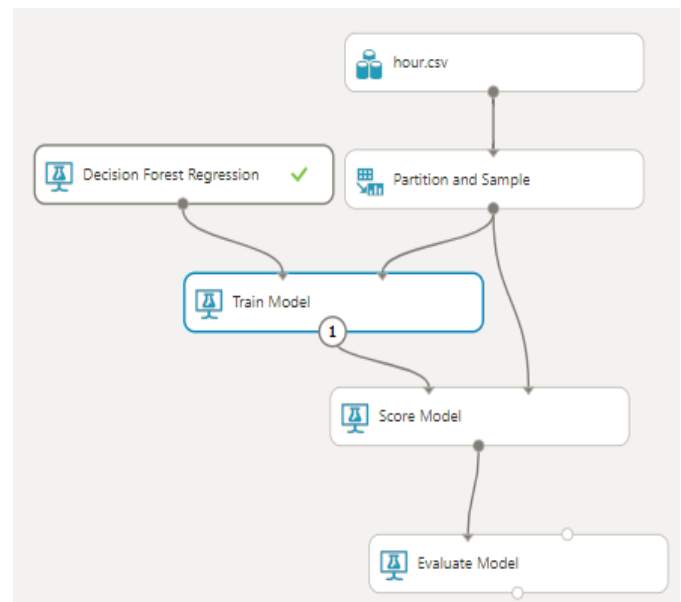 hour.csv
Decision Forest Regression
Partition and Sample
Train Model
1
Score Model
Evaluate Model